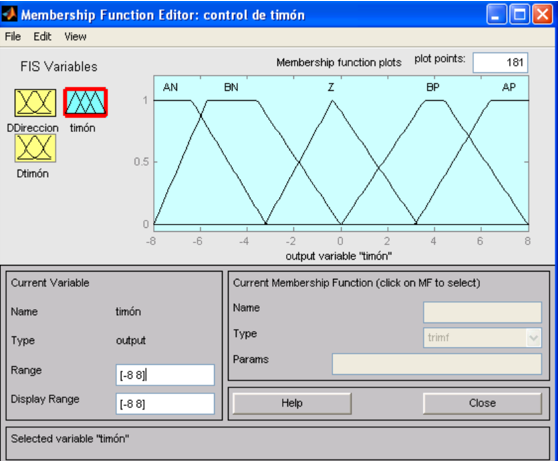 Membership Function Editor: control de timón
File Edit View
FIS Variables
Membership function plots plot points: 181
DDireccion timón
Dtimón
AN BN Z BP AP
1
0.5
0
-8 -6 -4 -2 0 2 4 6 8
output variable "timón"
Current Variable
Name timón
Type output
Range [-8 8]
Display Range [-8 8]
Current Membership Function (click on MF to select)
Name
Type trimf
Params
Help Close
Selected variable "timón"